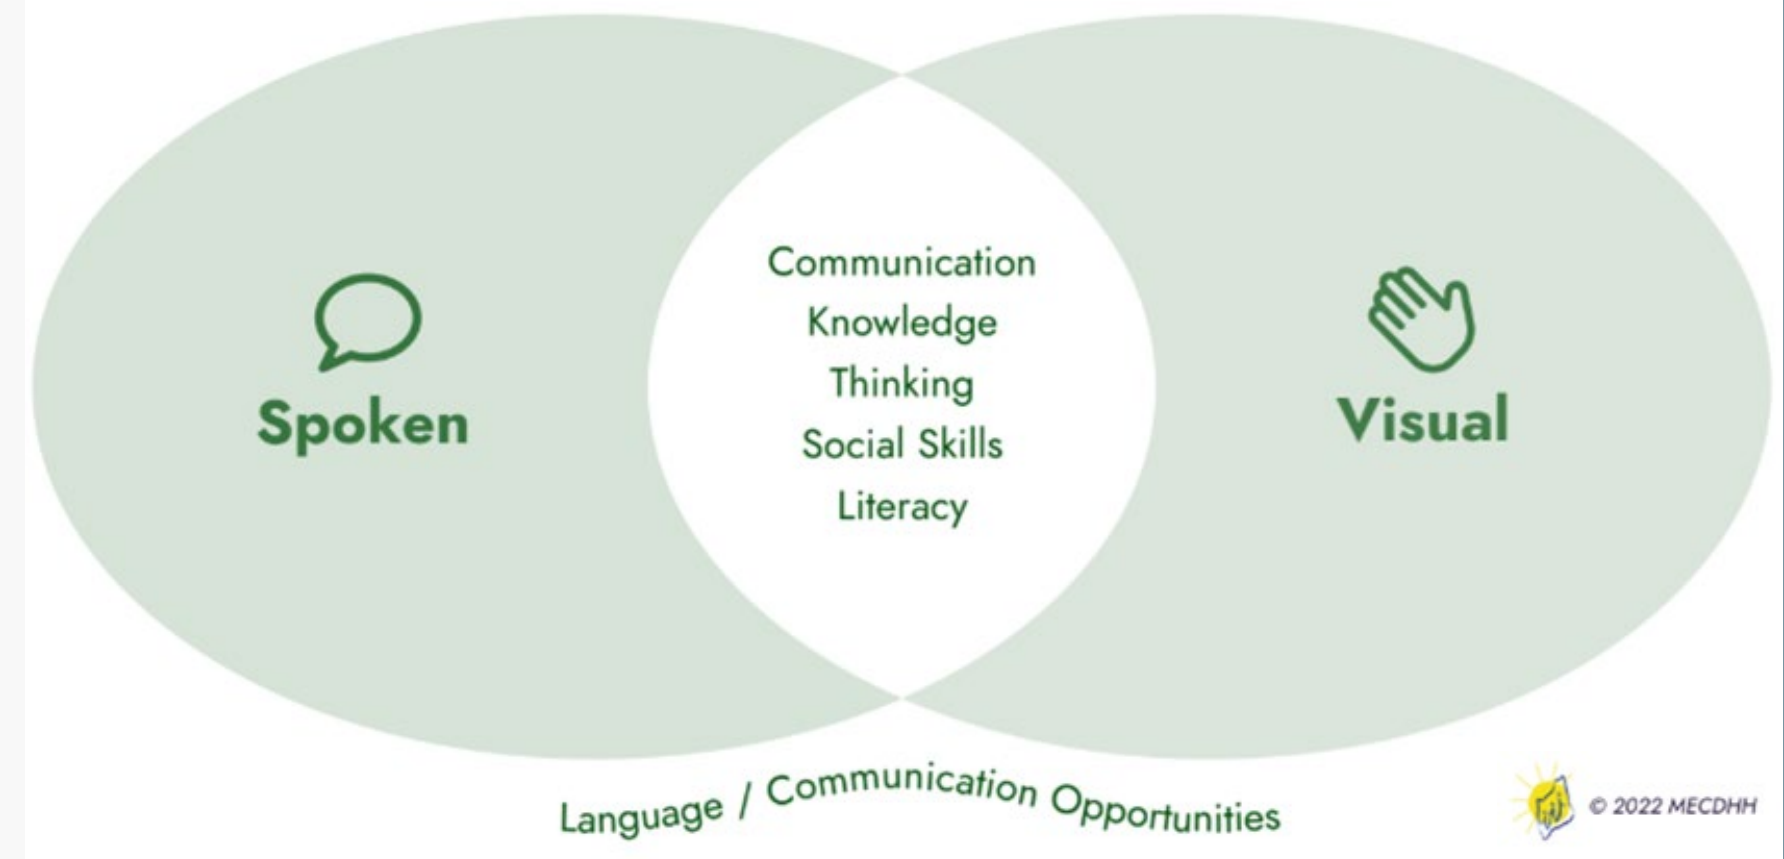 Spoken
Communication
Knowledge
Thinking
Social Skills
Literacy
Visual
Language / Communication Opportunities
© 2022 MECDHH